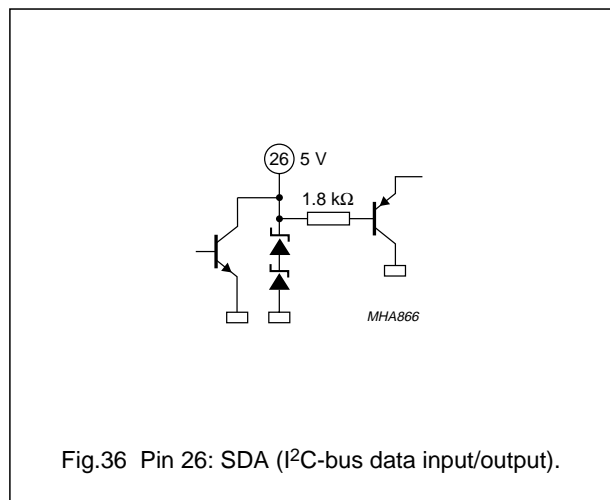 26 5 V
1.8 kΩ
MHA866
Fig.36 Pin 26: SDA (I²C-bus data input/output).